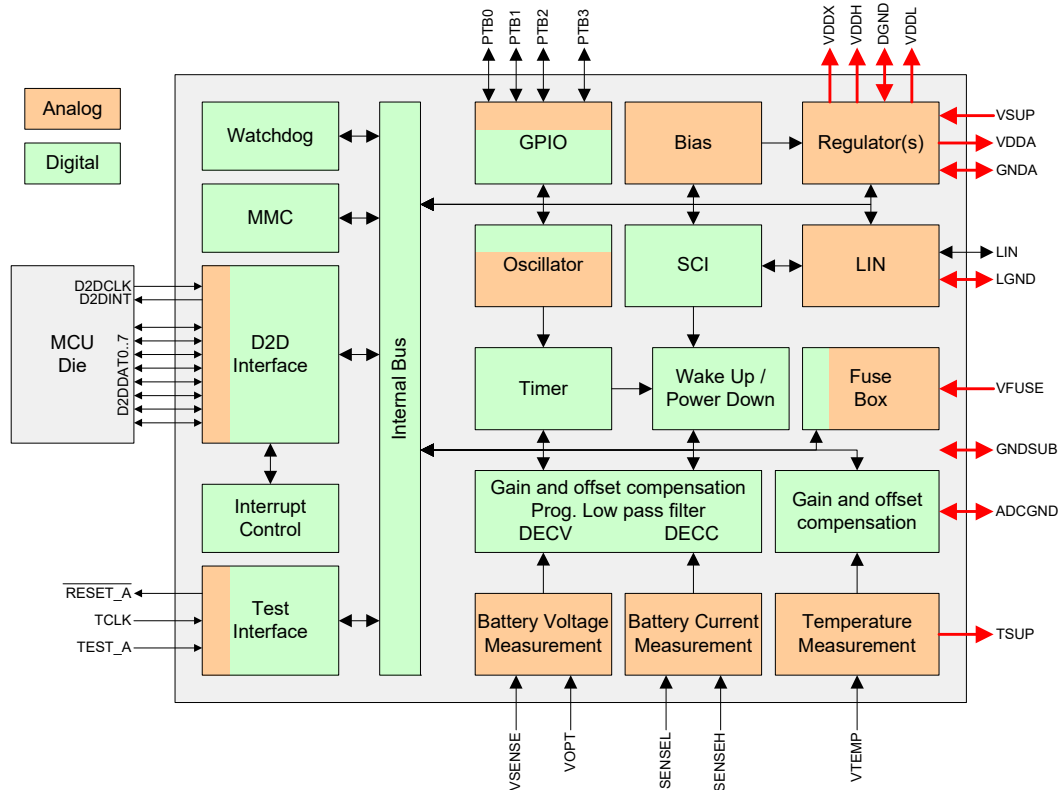 PTB0
PTB1
PTB2
PTB3
VDDX
VDDH
DGND
VDDL
Analog
Digital
Watchdog
GPIO
Bias
Regulator(s)
VSUP
VDDA
GNDA
MMC
Oscillator
SCI
LIN
LIN
LGND
D2DCLK
D2DINT
MCU
Die
D2DDAT0..7
D2D
Interface
Internal Bus
Timer
Wake Up /
Power Down
Fuse
Box
VFUSE
GNDSUB
Interrupt
Control
Gain and offset compensation
Prog. Low pass filter
DECV
DECC
Gain and offset
compensation
ADCGND
RESET_A
TCLK
TEST_A
Test
Interface
Battery Voltage
Measurement
Battery Current
Measurement
Temperature
Measurement
TSUP
VSENSE
VOPT
SENSEL
SENSEH
VTEMP